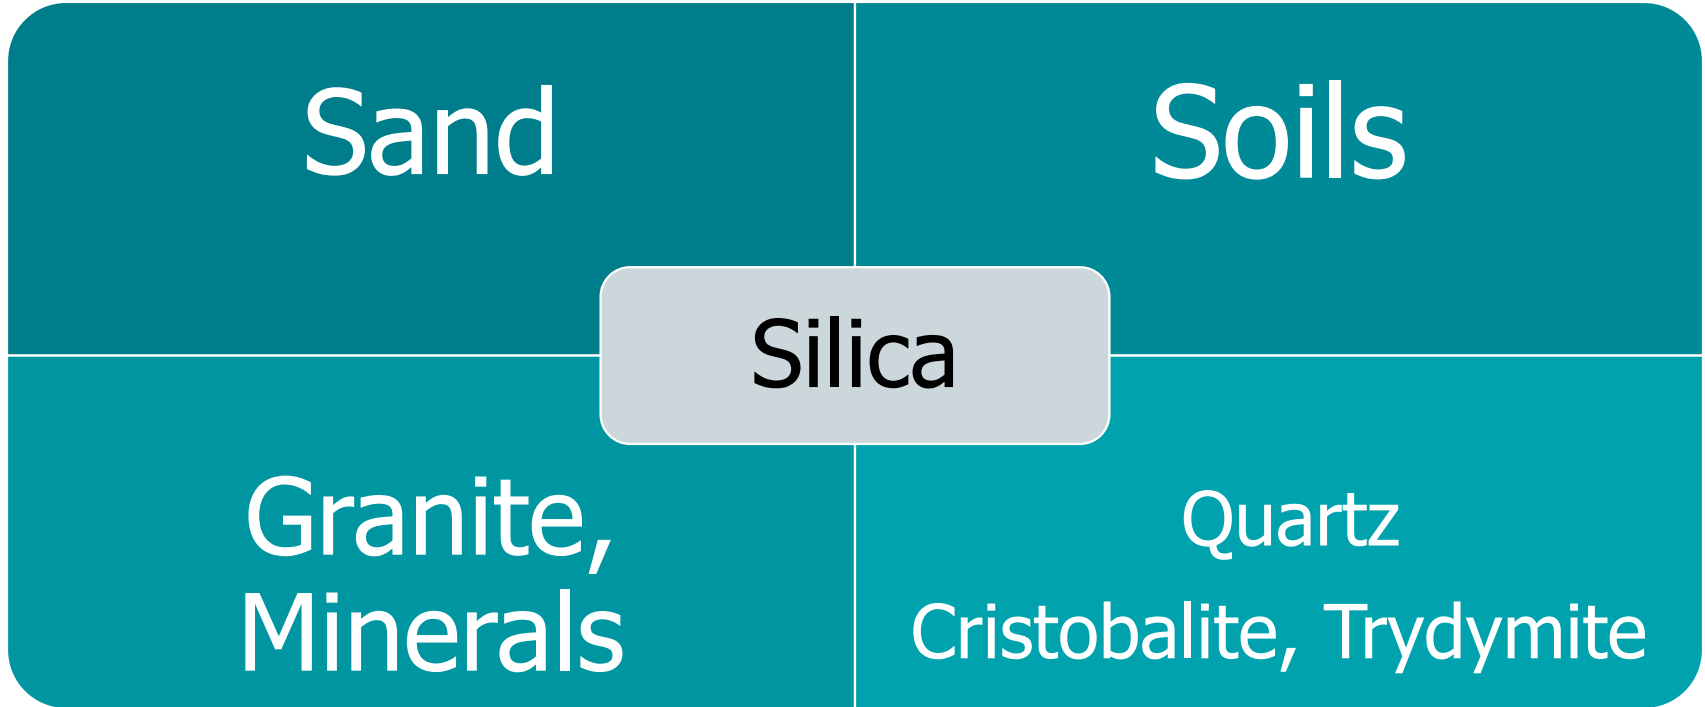 Sand
Soils
Silica
Granite,
Minerals
Quartz
Cristobalite, Trydymite